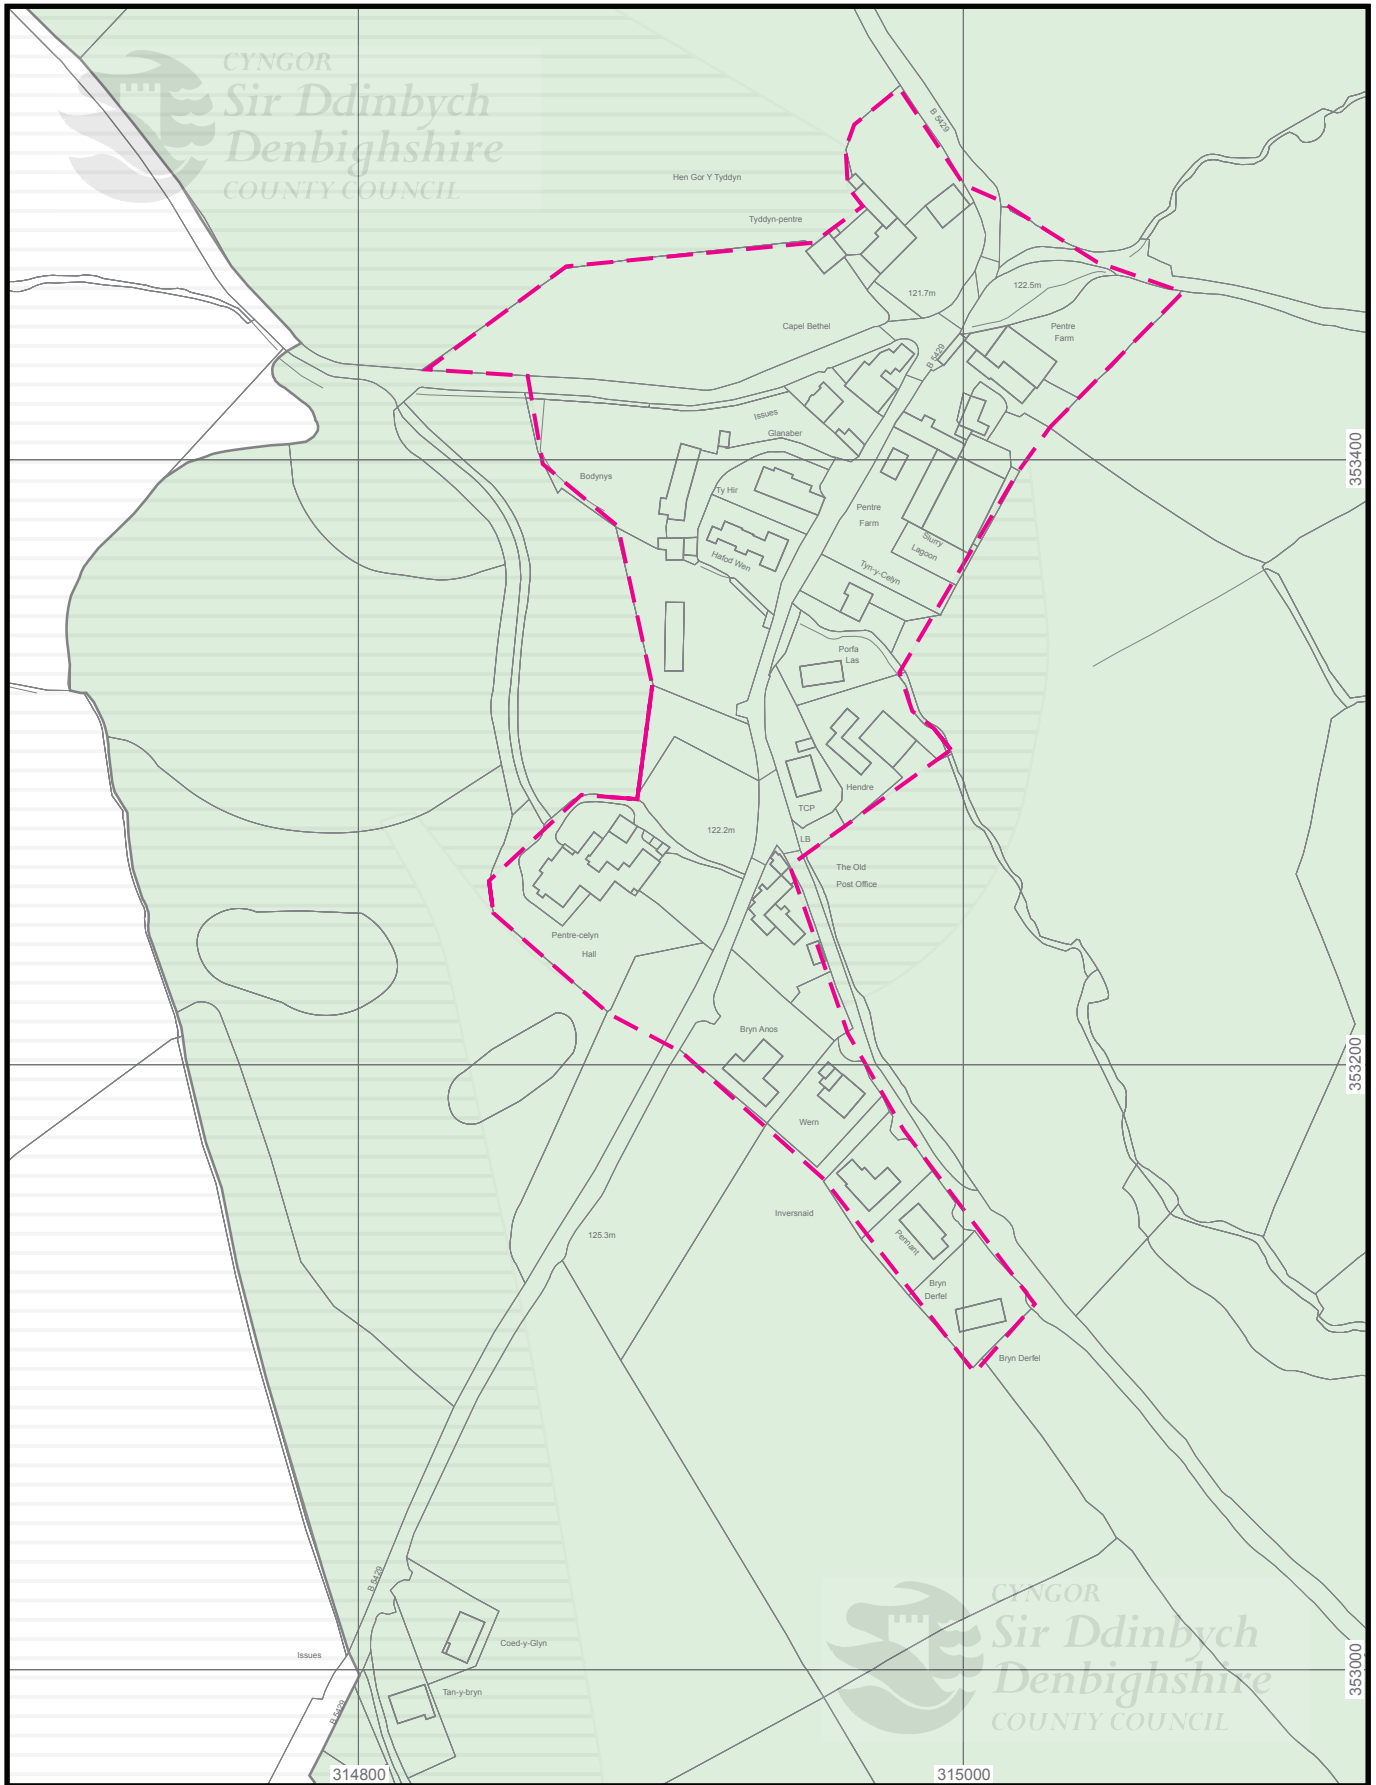 CYNGOR
Sir Ddinbych
Denbighshire
COUNTY COUNCIL
B 5429
Hen Gor Y Tyddyn
Tyddyn-pentre
121.7m
122.5m
Capel Bethel
Pentre
Farm
B 5429
Issues
Glanaber
353400
Bodynys
Ty Hir
Pentre
Farm
Slurry
Lagoon
Hafod Wen
Tyn-y-Celyn
Porfa
Las
Hendre
TCP
122.2m
LB
The Old
Post Office
Pentre-celyn
Hall
Bryn Anos
353200
Wern
Inversnaid
125.3m
Pennant
Bryn
Derfel
Bryn Derfel
B 5429
CYNGOR
Sir Ddinbych
Denbighshire
COUNTY COUNCIL
Coed-y-Glyn
Issues
353000
Tan-y-bryn
B 5429
314800
315000